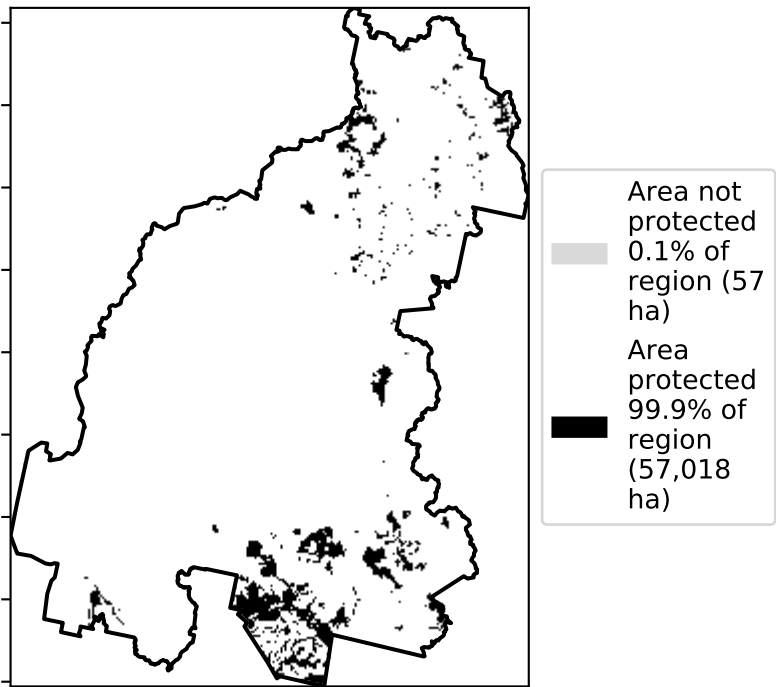 Area not
protected
0.1% of
region (57
ha)
Area
protected
99.9% of
region
(57,018
ha)